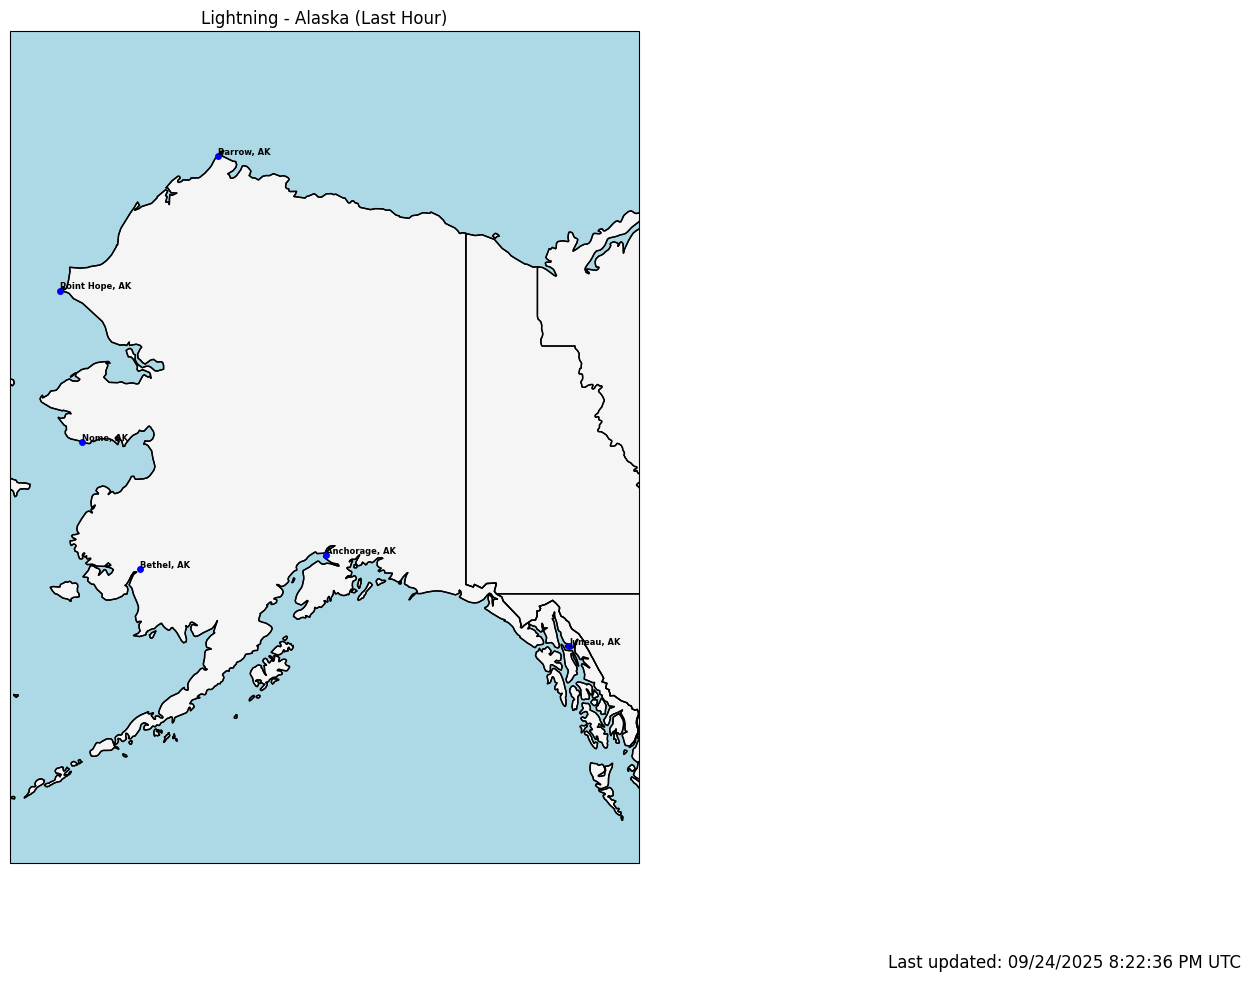 Lightning - Alaska (Last Hour)
Barrow, AK
Point Hope, AK
Nome, AK
Anchorage, AK
Bethel, AK
Juneau, AK
Last updated: 09/24/2025 8:22:36 PM UTC